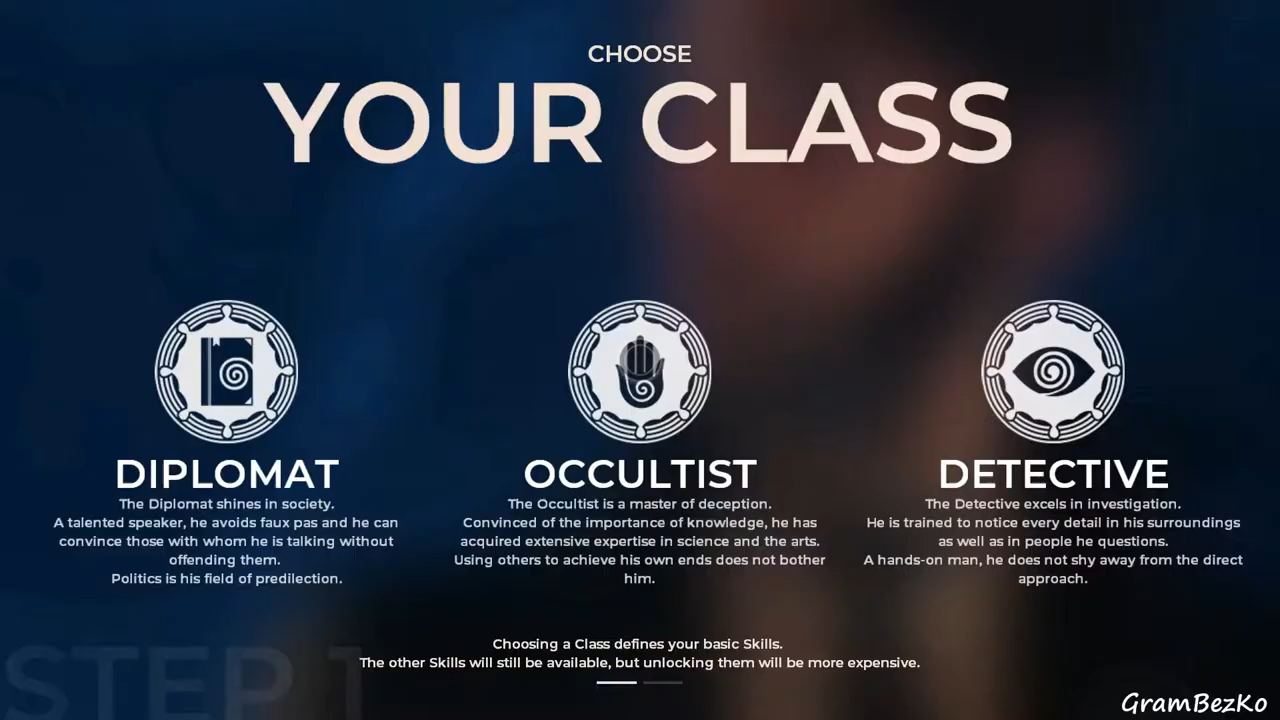 CHOOSE
YOUR CLASS
DIPLOMAT
The Diplomat shines in society.
A talented speaker, he avoids faux pas and he can
convince those with whom he is talking without
offending them.
Politics is his field of predilection.
OCCULTIST
The Occultist is a master of deception.
Convinced of the importance of knowledge, he has
acquired extensive expertise in science and the arts.
Using others to achieve his own ends does not bother
him.
DETECTIVE
The Detective excels in investigation.
He is trained to notice every detail in his surroundings
as well as in people he questions.
A hands-on man, he does not shy away from the direct
approach.
Choosing a Class defines your basic Skills.
The other Skills will still be available, but unlocking them will be more expensive.
STEP 1
GramBezKo